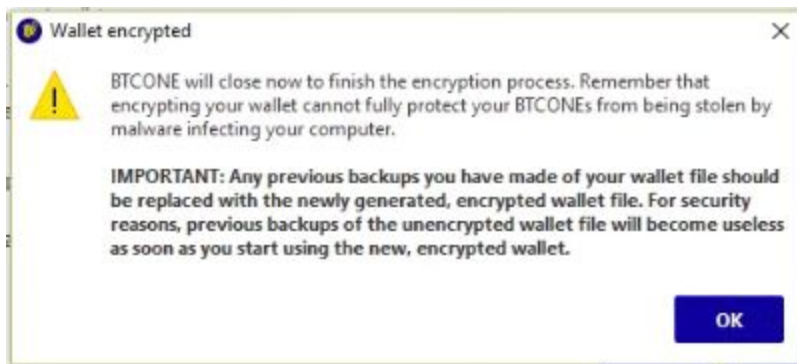 Wallet encrypted
BTCONE will close now to finish the encryption process. Remember that
encrypting your wallet cannot fully protect your BTCONEs from being stolen by
malware infecting your computer.
IMPORTANT: Any previous backups you have made of your wallet file should
be replaced with the newly generated, encrypted wallet file. For security
reasons, previous backups of the unencrypted wallet file will become useless
as soon as you start using the new, encrypted wallet.
OK